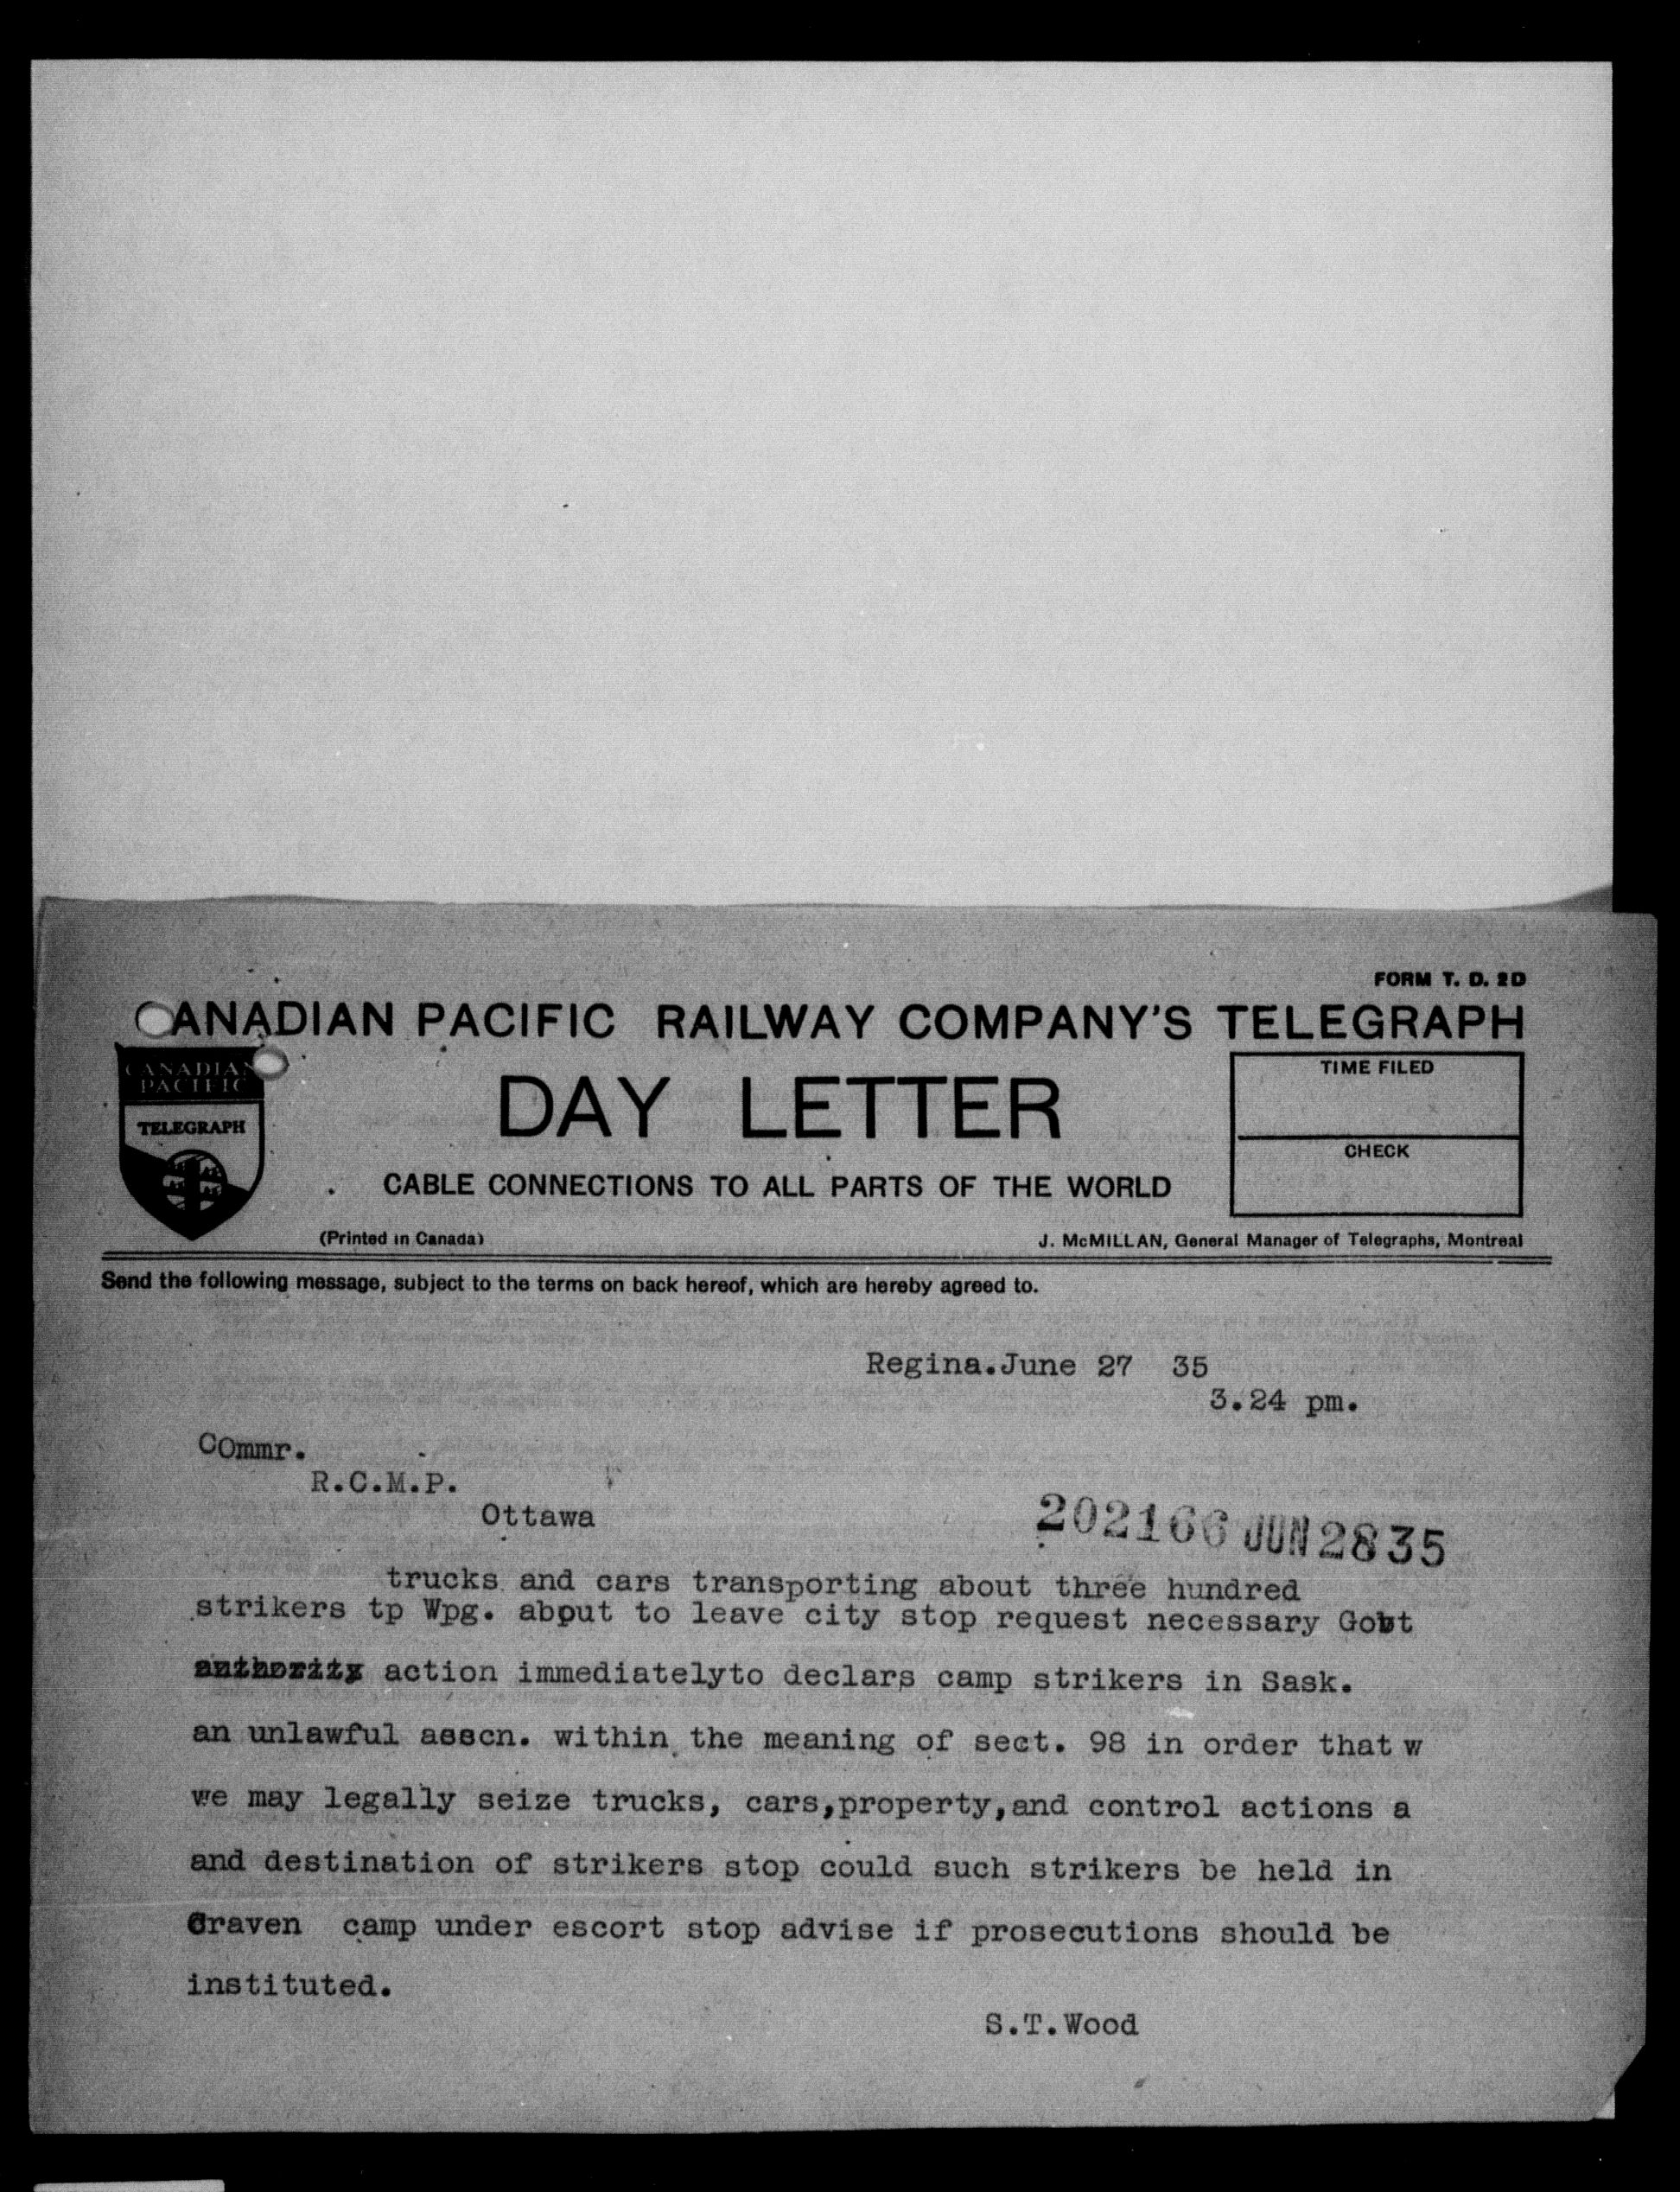 FORM T. D. 2D
CANADIAN PACIFIC RAILWAY COMPANY'S TELEGRAPH
CANADIAN
PACIFIC
TELEGRAPH
DAY LETTER
TIME FILED
CHECK
CABLE CONNECTIONS TO ALL PARTS OF THE WORLD
(Printed in Canada)
J. McMILLAN, General Manager of Telegraphs, Montreal
Send the following message, subject to the terms on back hereof, which are hereby agreed to.
Regina.June 27 35
3.24 pm.
COmmr.
R.C.M.P.
Ottawa
202166 JUN 28 35
trucks and cars transporting about three hundred
strikers tp Wpg. abput to leave city stop request necessary Govt
authority action immediatelyto declars camp strikers in Sask.
an unlawful asscn. within the meaning of sect. 98 in order that w
we may legally seize trucks, cars,property,and control actions a
and destination of strikers stop could such strikers be held in
Craven camp under escort stop advise if prosecutions should be
instituted.
S.T.Wood